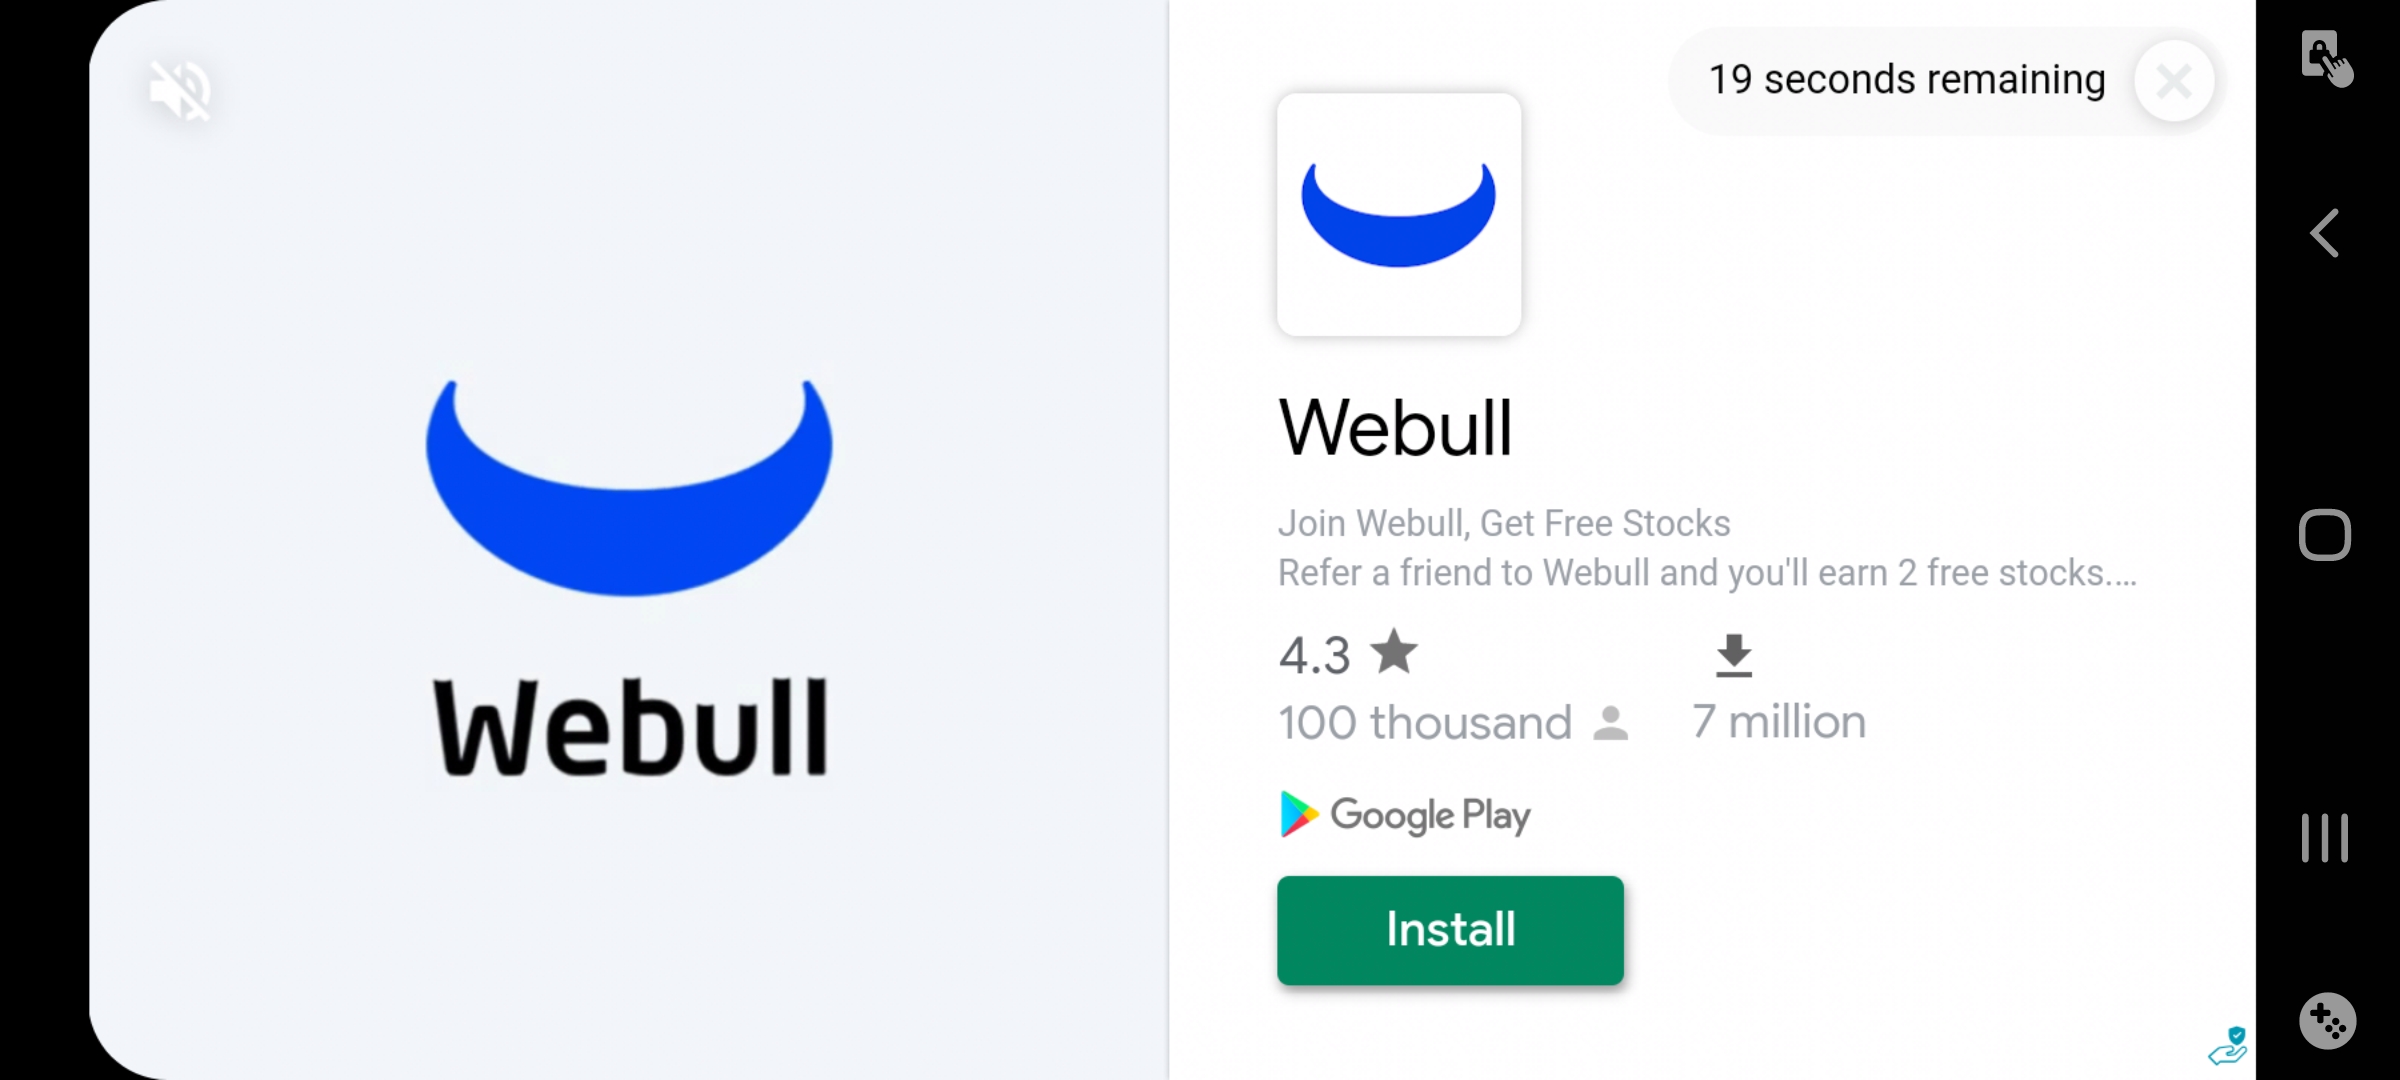 19 seconds remaining
Webull
Webull
Join Webull, Get Free Stocks
Refer a friend to Webull and you'll earn 2 free stocks....
4.3
100 thousand
7 million
Google Play
Install